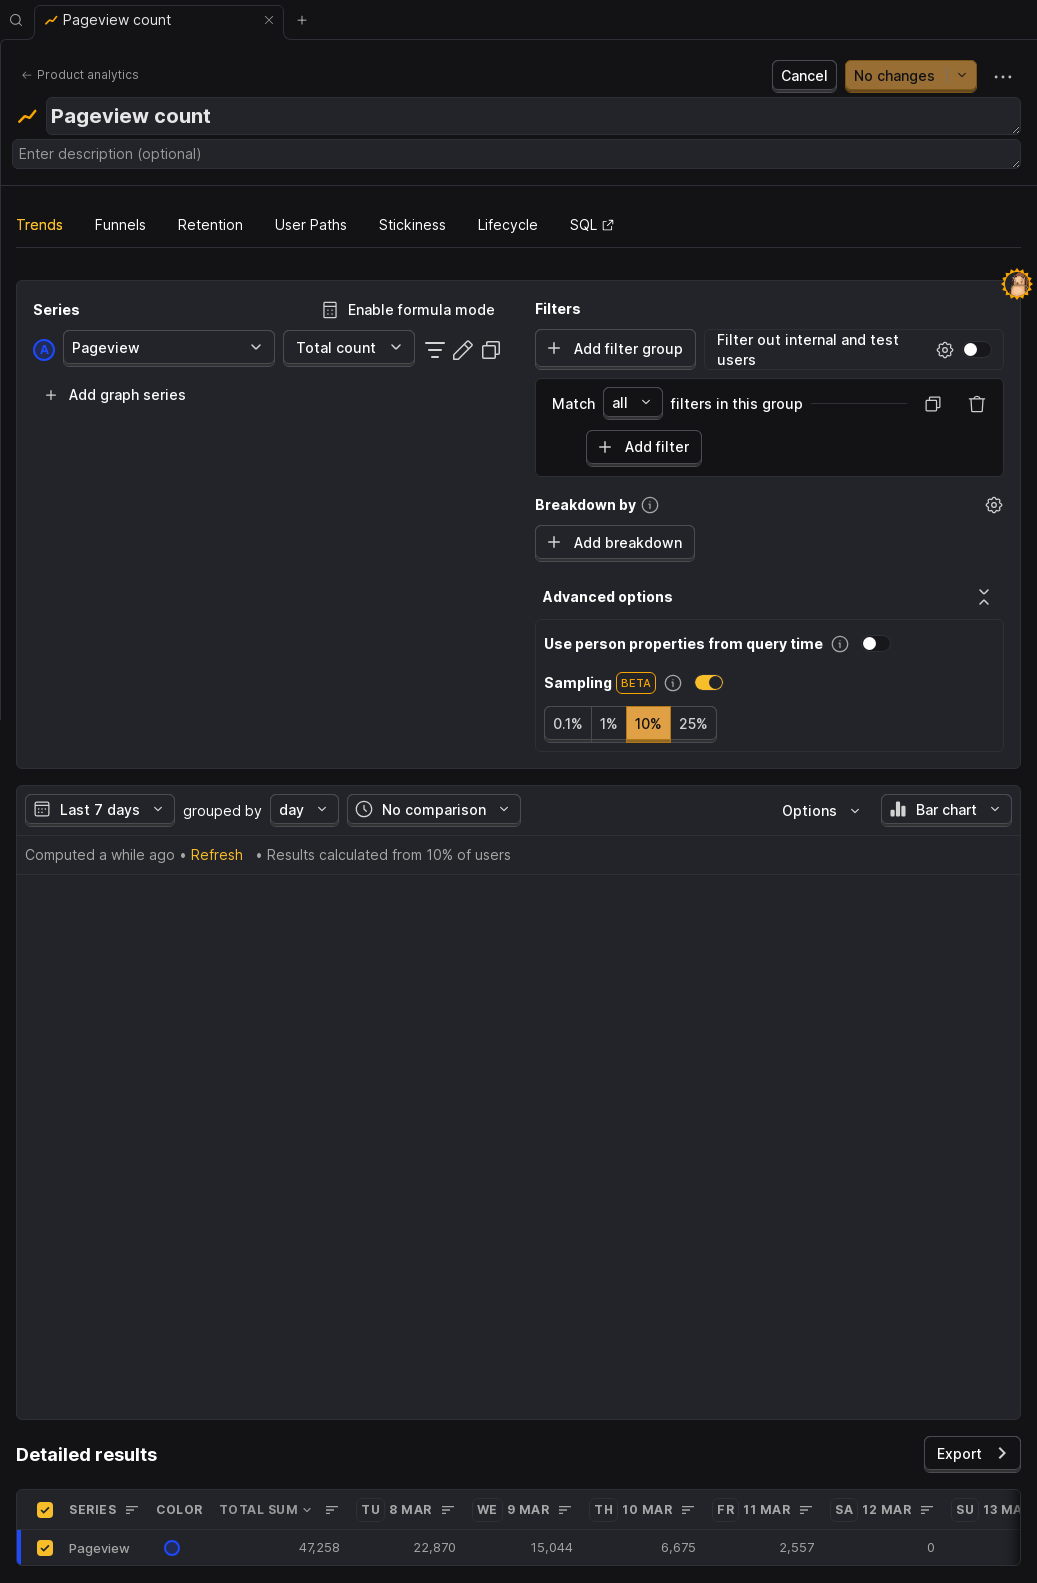 Pageview count
Product analytics
Cancel
No changes
Pageview count
Enter description (optional)
Trends
Funnels
Retention
User Paths
Stickiness
Lifecycle
SQL
Series
Enable formula mode
A
Pageview
Total count
Add graph series
Filters
Add filter group
Filter out internal and test
users
Match all filters in this group
Add filter
Breakdown by
Add breakdown
Advanced options
Use person properties from query time
Sampling BETA
0.1% 1% 10% 25%
Last 7 days grouped by day No comparison Options Bar chart
Computed a while ago • Refresh • Results calculated from 10% of users
Detailed results
Export
SERIES COLOR TOTAL SUM TU 8 MAR WE 9 MAR TH 10 MAR FR 11 MAR SA 12 MAR SU 13 MA
Pageview 47,258 22,870 15,044 6,675 2,557 0